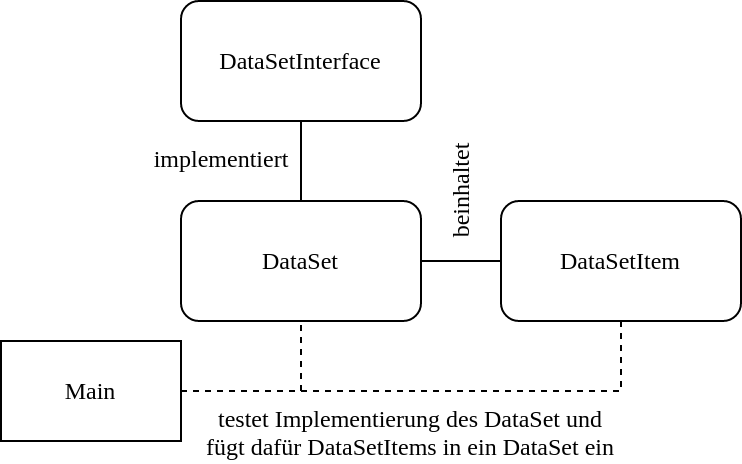 DataSetInterface
implementiert
beinhaltet
DataSet
DataSetItem
Main
testet Implementierung des DataSet und
fügt dafür DataSetItems in ein DataSet ein